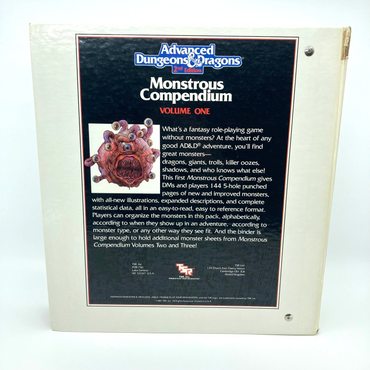 Advanced
Dungeons & Dragons
2nd Edition
Monstrous
Compendium
VOLUME ONE
What's a fantasy role-playing game
without monsters? At the heart of any
good AD&D® adventure, you'll find
great monsters—
dragons, giants, trolls, killer oozes,
shadows, and who knows what else!
This first Monstrous Compendium gives
DMs and players 144 5-hole punched
pages of new and improved monsters,
with all-new illustrations, expanded descriptions, and complete
statistical data, all in an easy-to-read, easy to reference format.
Players can organize the monsters in this pack, alphabetically,
according to when they show up in an adventure, according to
monster type, or any other way they see fit. And the binder is
large enough to hold additional monster sheets from Monstrous
Compendium Volumes Two and Three!
TSR